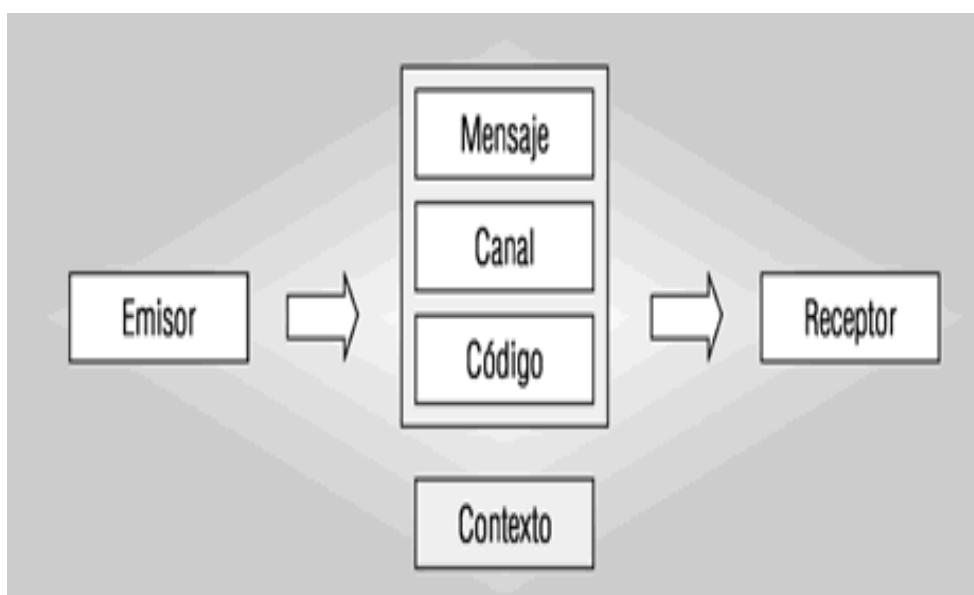 Mensaje
Canal
Emisor
Receptor
Código
Contexto